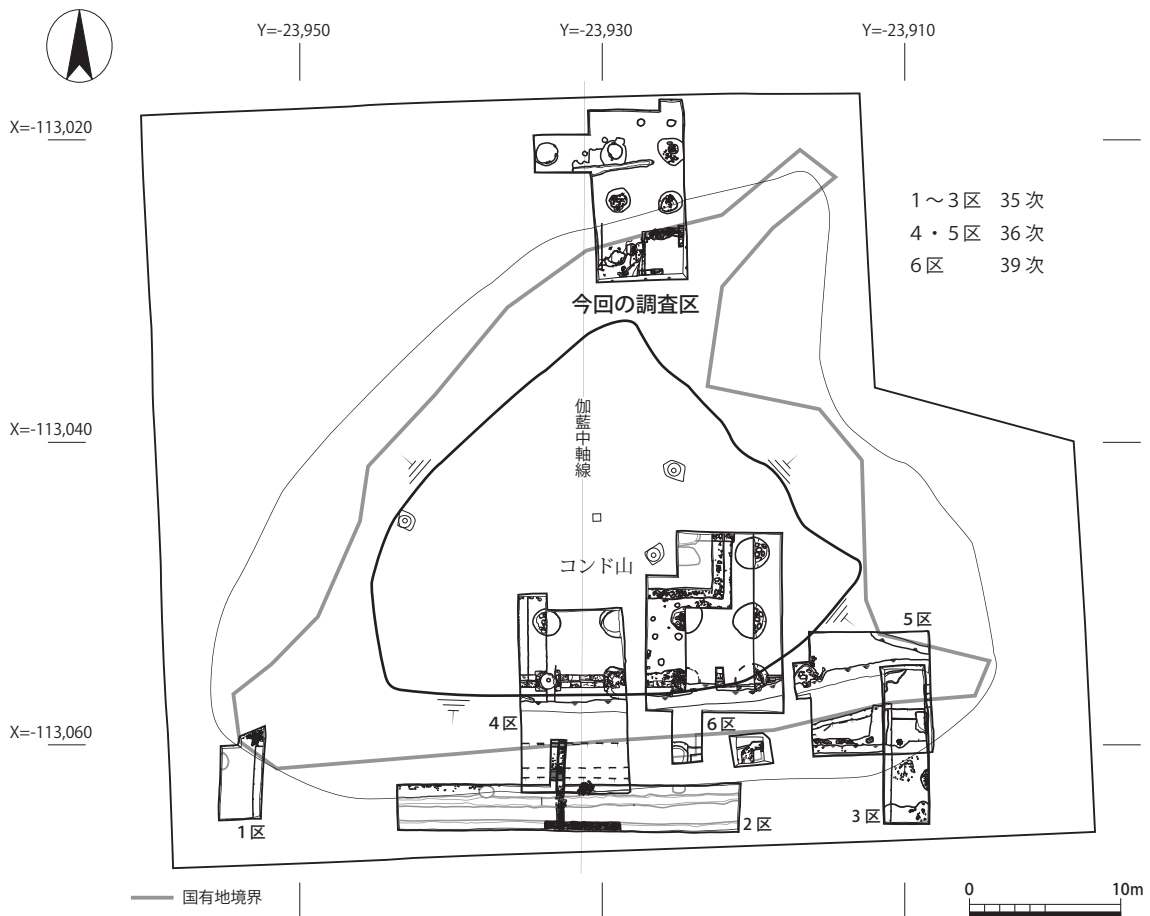 Y=-23,950
Y=-23,930
Y=-23,910
X=-113,020
1～3区 35次
4・5区 36次
6区 39次
今回の調査区
X=-113,040
伽藍中軸線
コンド山
5区
4区
6区
X=-113,060
1区
2区
3区
国有地境界
0
10m